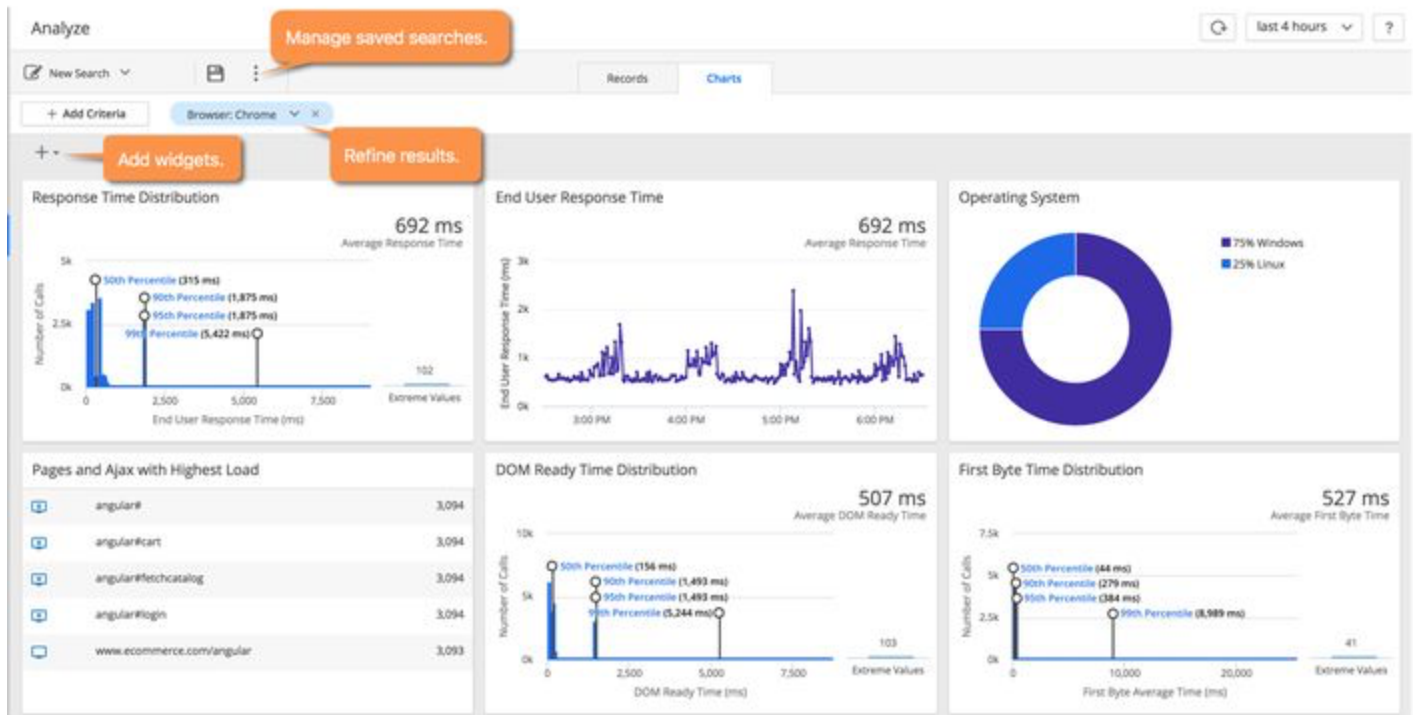 Analyze
Manage saved searches.
last 4 hours
?
New Search
Records
Charts
+ Add Criteria
Browser: Chrome
×
Add widgets.
Refine results.
Response Time Distribution
692 ms
Average Response Time
5k
2.5k
0k
Number of Calls
50th Percentile (315 ms)
90th Percentile (1,875 ms)
95th Percentile (1,875 ms)
99th Percentile (5,422 ms)
102
Extreme Values
0
2,500
5,000
7,500
End User Response Time (ms)
End User Response Time
692 ms
Average Response Time
End User Response Time (ms)
3k
2k
1k
0k
3:00 PM
4:00 PM
5:00 PM
6:00 PM
Operating System
75% Windows
25% Linux
Pages and Ajax with Highest Load
angular# 3,094
angular#cart 3,094
angular#fetchcatalog 3,094
angular#login 3,094
www.ecommerce.com/angular 3,093
DOM Ready Time Distribution
507 ms
Average DOM Ready Time
10k
5k
0k
Number of Calls
50th Percentile (156 ms)
90th Percentile (1,493 ms)
95th Percentile (1,493 ms)
99th Percentile (5,244 ms)
103
Extreme Values
0
2,500
5,000
7,500
DOM Ready Time (ms)
First Byte Time Distribution
527 ms
Average First Byte Time
7.5k
5k
2.5k
0k
Number of Calls
50th Percentile (44 ms)
90th Percentile (279 ms)
95th Percentile (384 ms)
99th Percentile (8,989 ms)
41
Extreme Values
0
10,000
20,000
First Byte Average Time (ms)